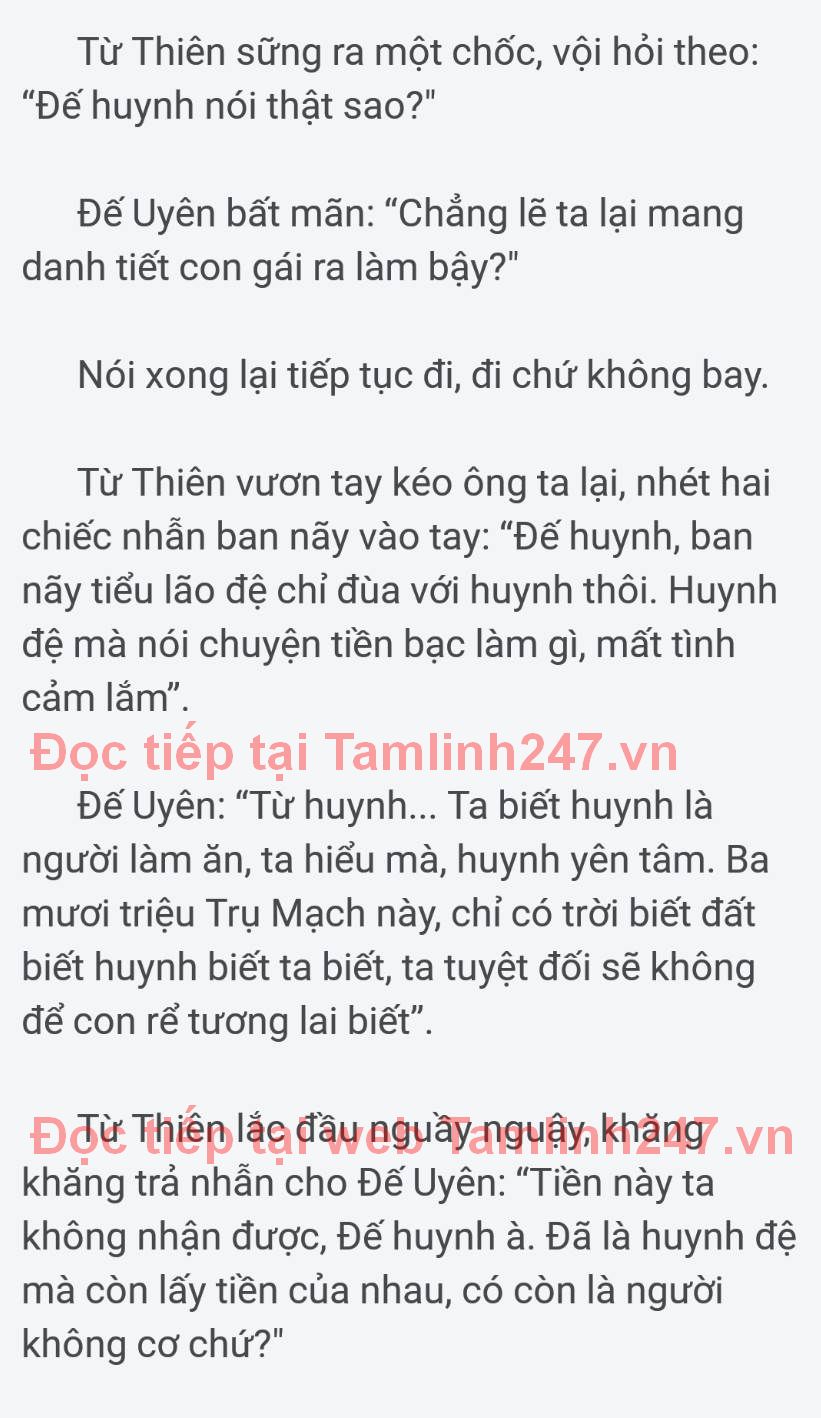 Từ Thiên sững ra một chốc, vội hỏi theo:
“Đế huynh nói thật sao?"
Đế Uyên bất mãn: “Chẳng lẽ ta lại mang
danh tiết con gái ra làm bậy?"
Nói xong lại tiếp tục đi, đi chứ không bay.
Từ Thiên vươn tay kéo ông ta lại, nhét hai
chiếc nhẫn ban nãy vào tay: “Đế huynh, ban
nãy tiểu lão đệ chỉ đùa với huynh thôi. Huynh
đệ mà nói chuyện tiền bạc làm gì, mất tình
cảm lắm”.
Đọc tiếp tại Tamlinh247.vn
Đế Uyên: “Từ huynh... Ta biết huynh là
người làm ăn, ta hiểu mà, huynh yên tâm. Ba
mươi triệu Trụ Mạch này, chỉ có trời biết đất
biết huynh biết ta biết, ta tuyệt đối sẽ không
để con rể tương lai biết”.
Từ Thiên lắc đầu nguầy nguậy, khăng
Đọc tiếp tại web Tamlinh247.vn
khăng trả nhẫn cho Đế Uyên: “Tiền này ta
không nhận được, Đế huynh à. Đã là huynh đệ
mà còn lấy tiền của nhau, có còn là người
không cơ chứ?"